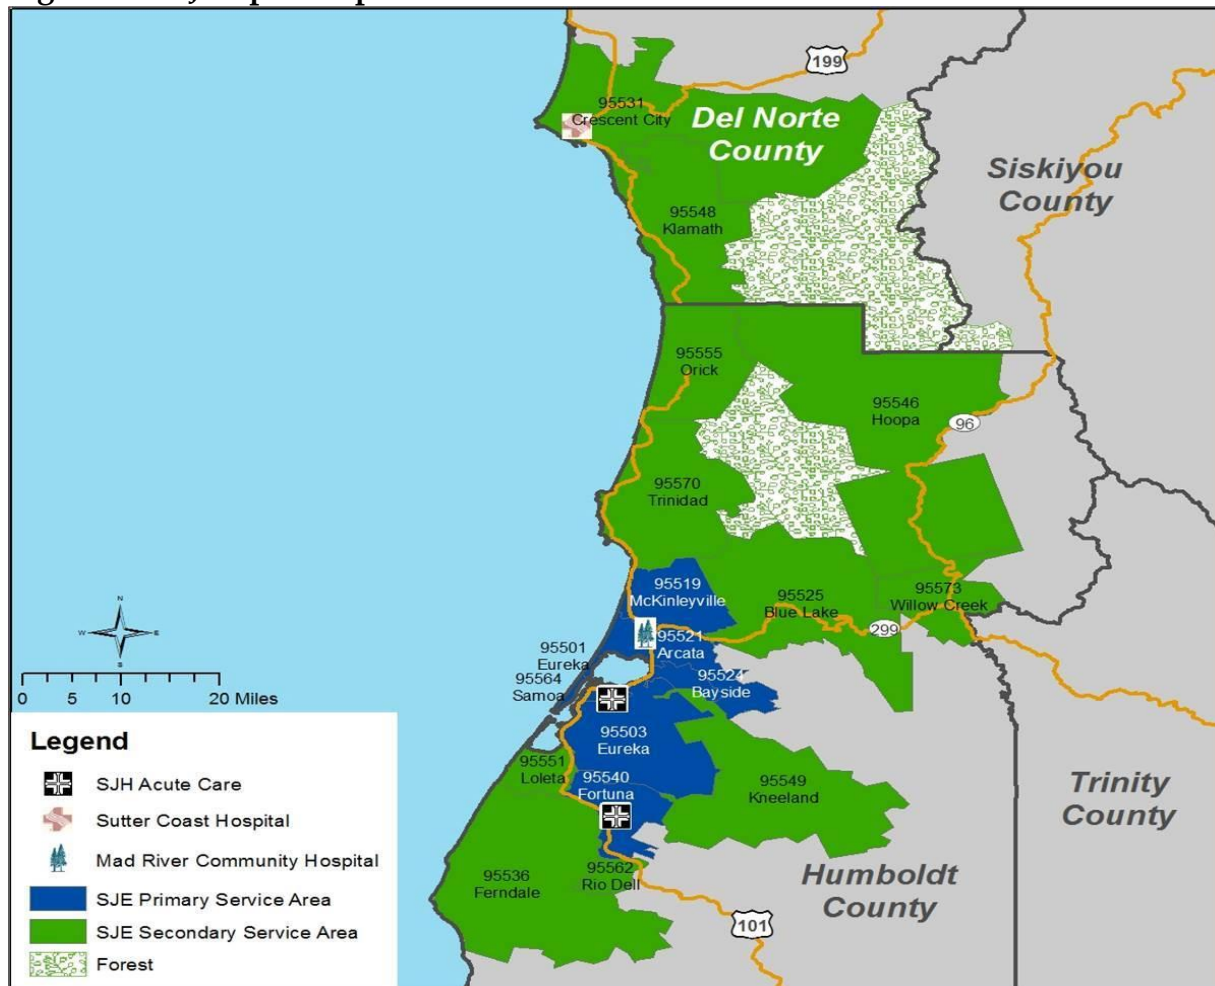 199
95531
Crescent City
Del Norte
County
Siskiyou
County
95548
Klamath
95555
Orick
95546
Hoopa
96
95570
Trinidad
95519
McKinleyville
95525
Blue Lake
95573
Willow Creek
299
95521
Arcata
95501
Eureka
95564
Samoa
95524
Bayside
95503
Eureka
95551
Loleta
95540
Fortuna
95549
Kneeland
Trinity
County
95562
Rio Dell
95536
Ferndale
Humboldt
County
101
N
W
E
S
0 5 10 20 Miles
Legend
SJH Acute Care
Sutter Coast Hospital
Mad River Community Hospital
SJE Primary Service Area
SJE Secondary Service Area
Forest